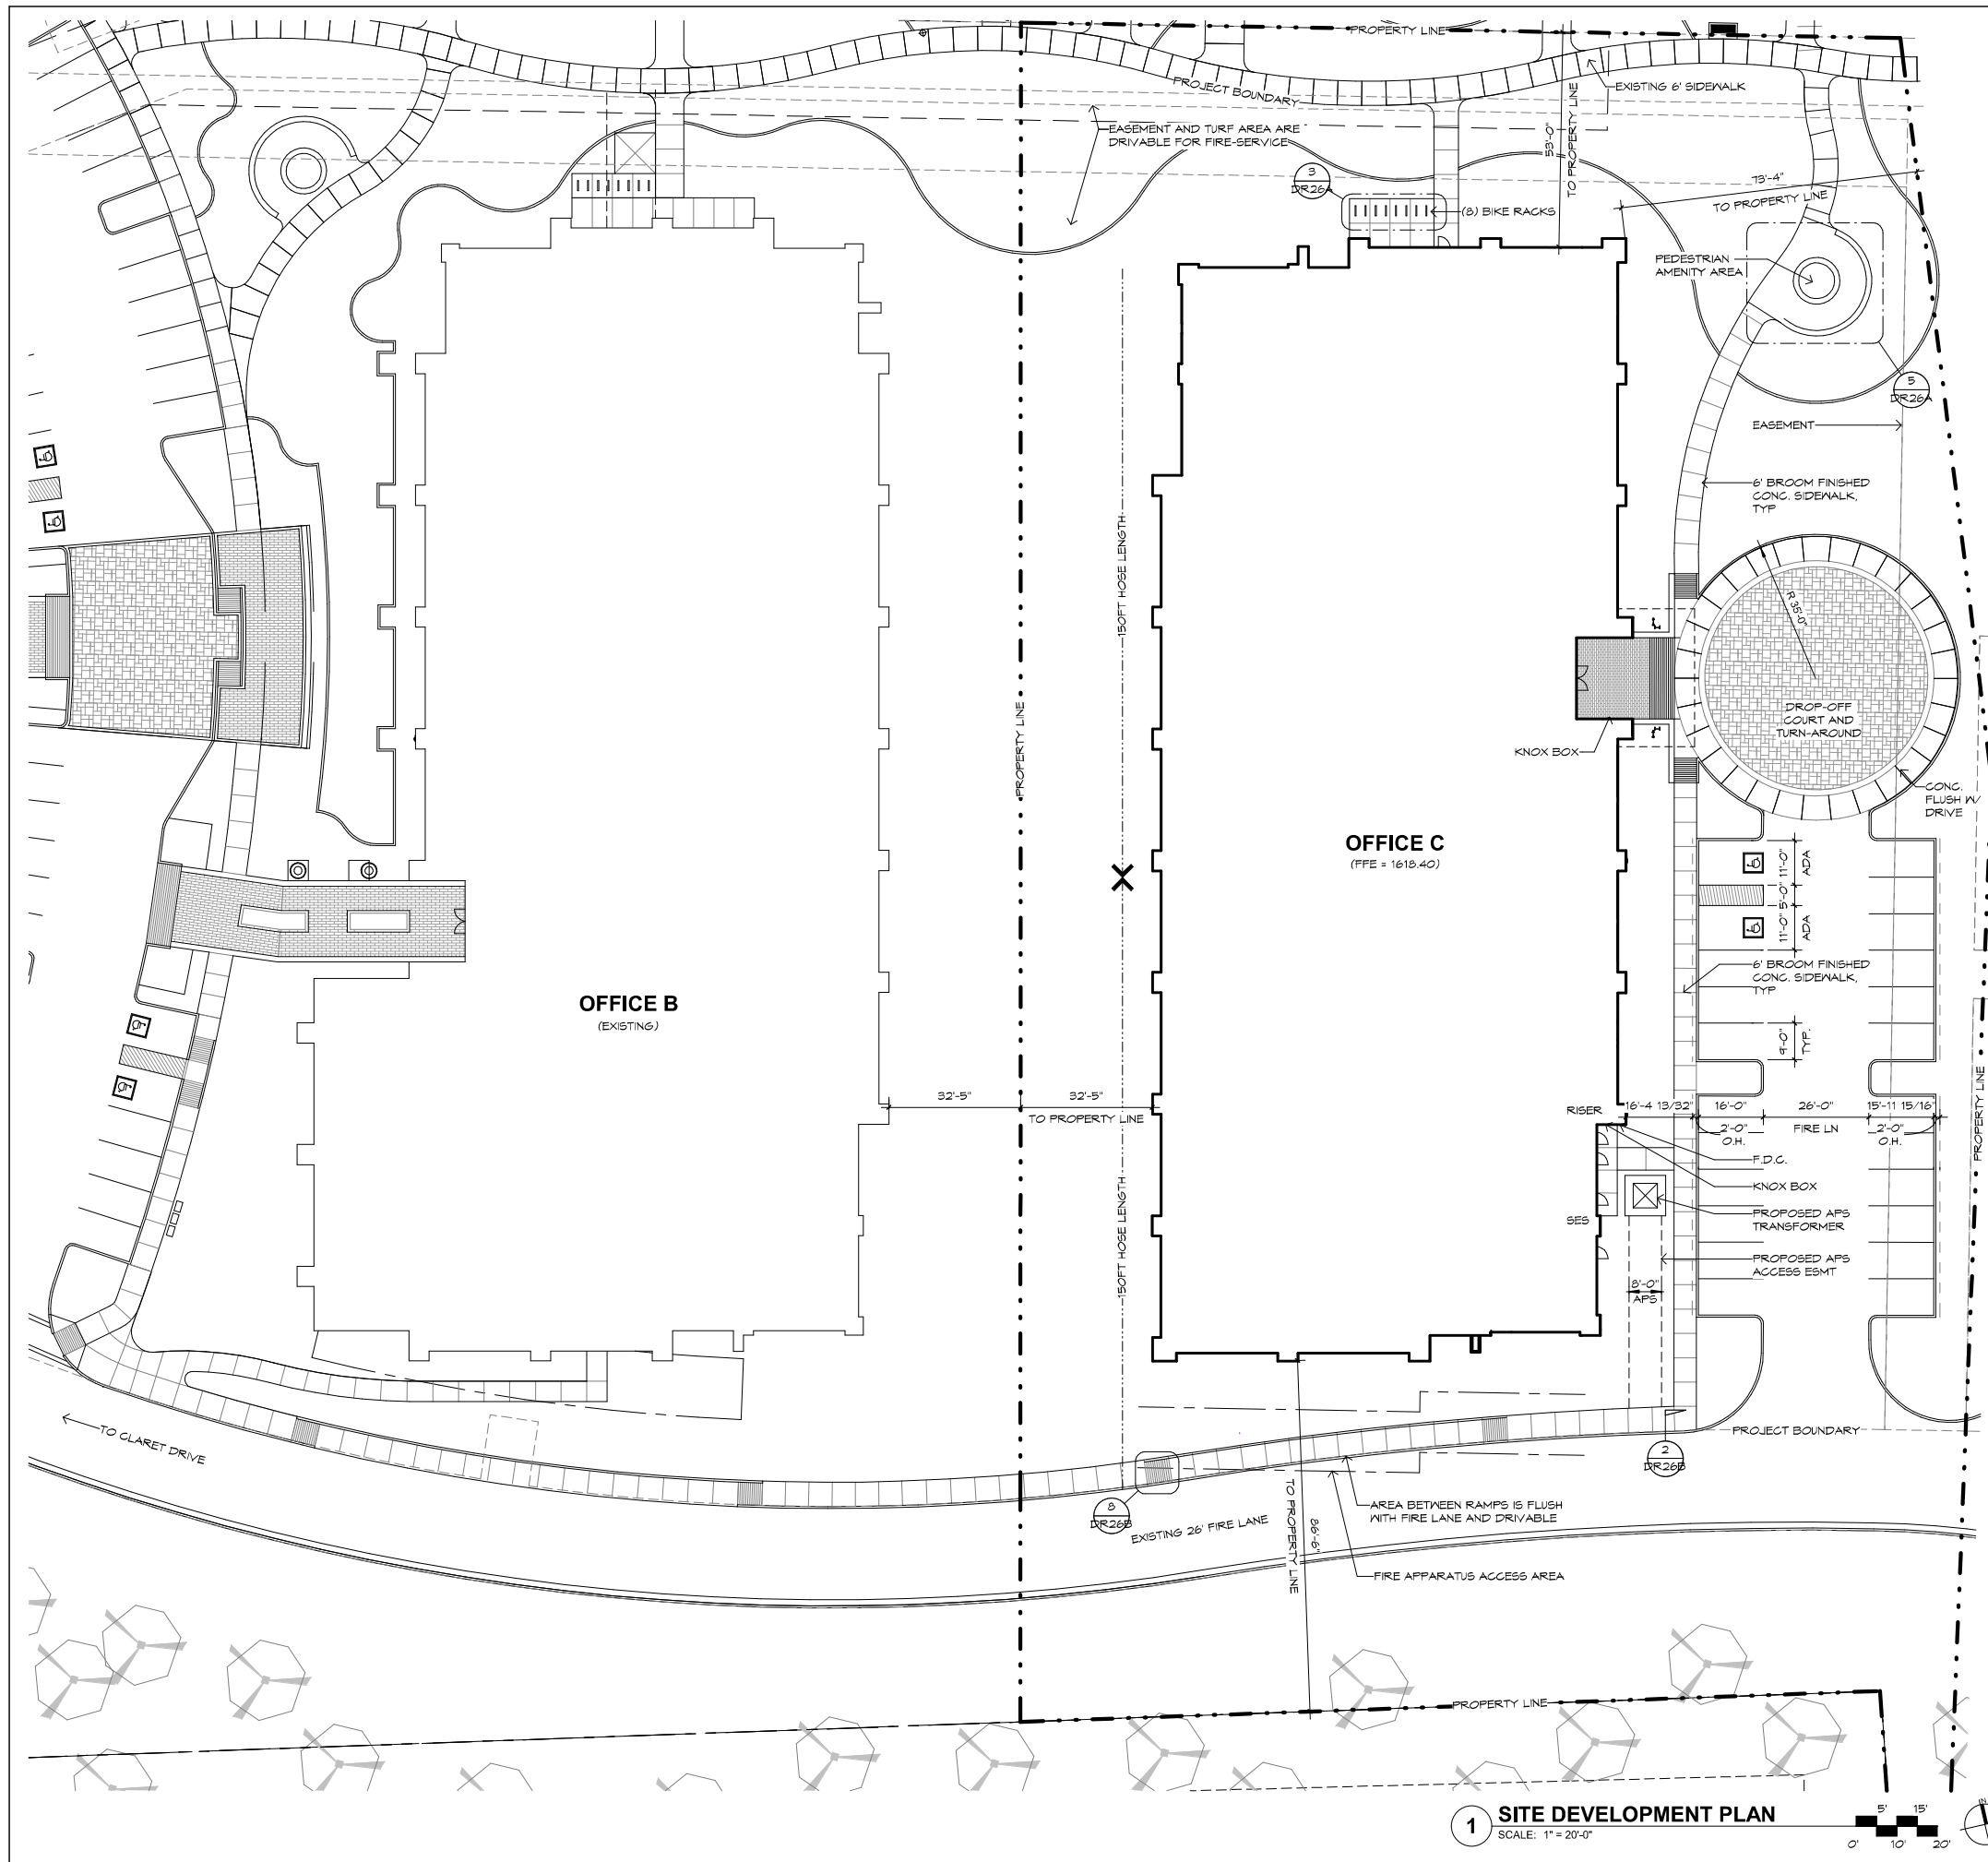 PROPERTY LINE
PROJECT BOUNDARY
EXISTING 6' SIDEWALK
EASEMENT AND TURF AREA ARE
DRIVABLE FOR FIRE-SERVICE
53'-0"
TO PROPERTY LINE
3
DR26A
(8) BIKE RACKS
73'-4"
TO PROPERTY LINE
PEDESTRIAN
AMENITY AREA
5
DR26A
EASEMENT
6' BROOM FINISHED
CONC. SIDEWALK,
TYP
150FT HOSE LENGTH
R 35'-0"
PROPERTY LINE
DROP-OFF
COURT AND
TURN-AROUND
KNOX BOX
CONC.
FLUSH W/
DRIVE
OFFICE C
(FFE = 1618.40)
11'-0"
ADA
5'-0"
11'-0"
ADA
6' BROOM FINISHED
CONC. SIDEWALK,
TYP
OFFICE B
(EXISTING)
9'-0"
TYP.
PROPERTY LINE
32'-5"
32'-5"
TO PROPERTY LINE
RISER
16'-4 13/32"
16'-0"
26'-0"
15'-11 15/16"
2'-0"
O.H.
FIRE LN
2'-0"
O.H.
F.D.C.
KNOX BOX
150FT HOSE LENGTH
SES
PROPOSED APS
TRANSFORMER
PROPOSED APS
ACCESS ESMT
8'-0"
APS
TO CLARET DRIVE
PROJECT BOUNDARY
2
DR26B
8
DR26B
EXISTING 26' FIRE LANE
TO PROPERTY LINE
86'-6"
AREA BETWEEN RAMPS IS FLUSH
WITH FIRE LANE AND DRIVABLE
FIRE APPARATUS ACCESS AREA
PROPERTY LINE
1
SITE DEVELOPMENT PLAN
SCALE: 1" = 20'-0"
5'
15'
0'
10'
20'